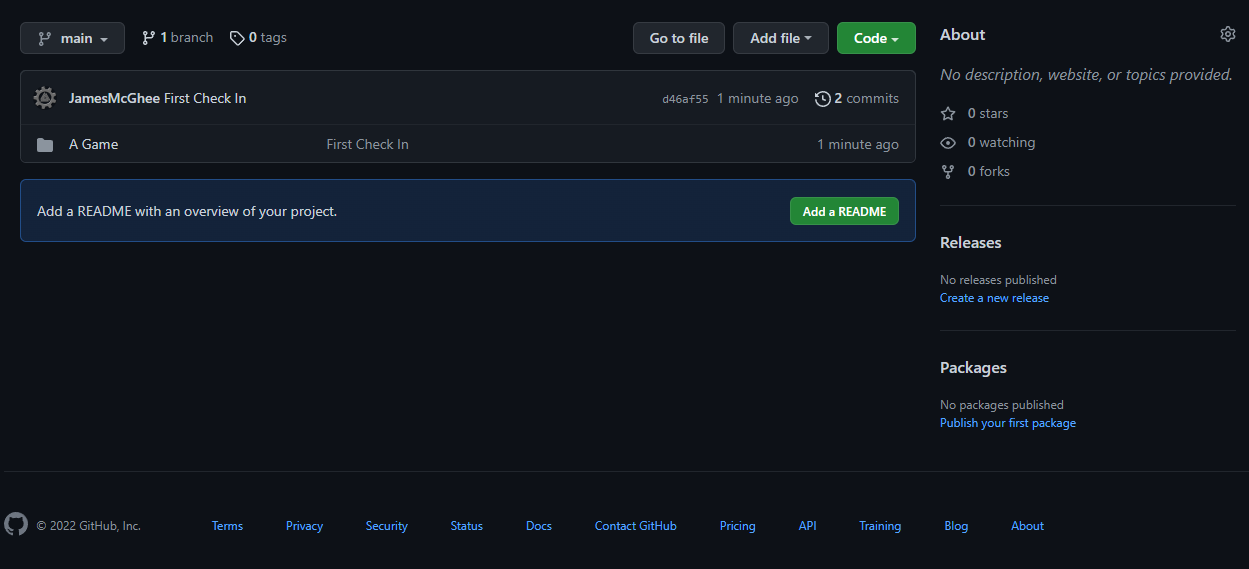 main 1 branch 0 tags Go to file Add file Code
JamesMcGhee First Check In d46af55 1 minute ago 2 commits
A Game First Check In 1 minute ago
Add a README with an overview of your project. Add a README
About
No description, website, or topics provided.
0 stars
0 watching
0 forks
Releases
No releases published
Create a new release
Packages
No packages published
Publish your first package
© 2022 GitHub, Inc. Terms Privacy Security Status Docs Contact GitHub Pricing API Training Blog About